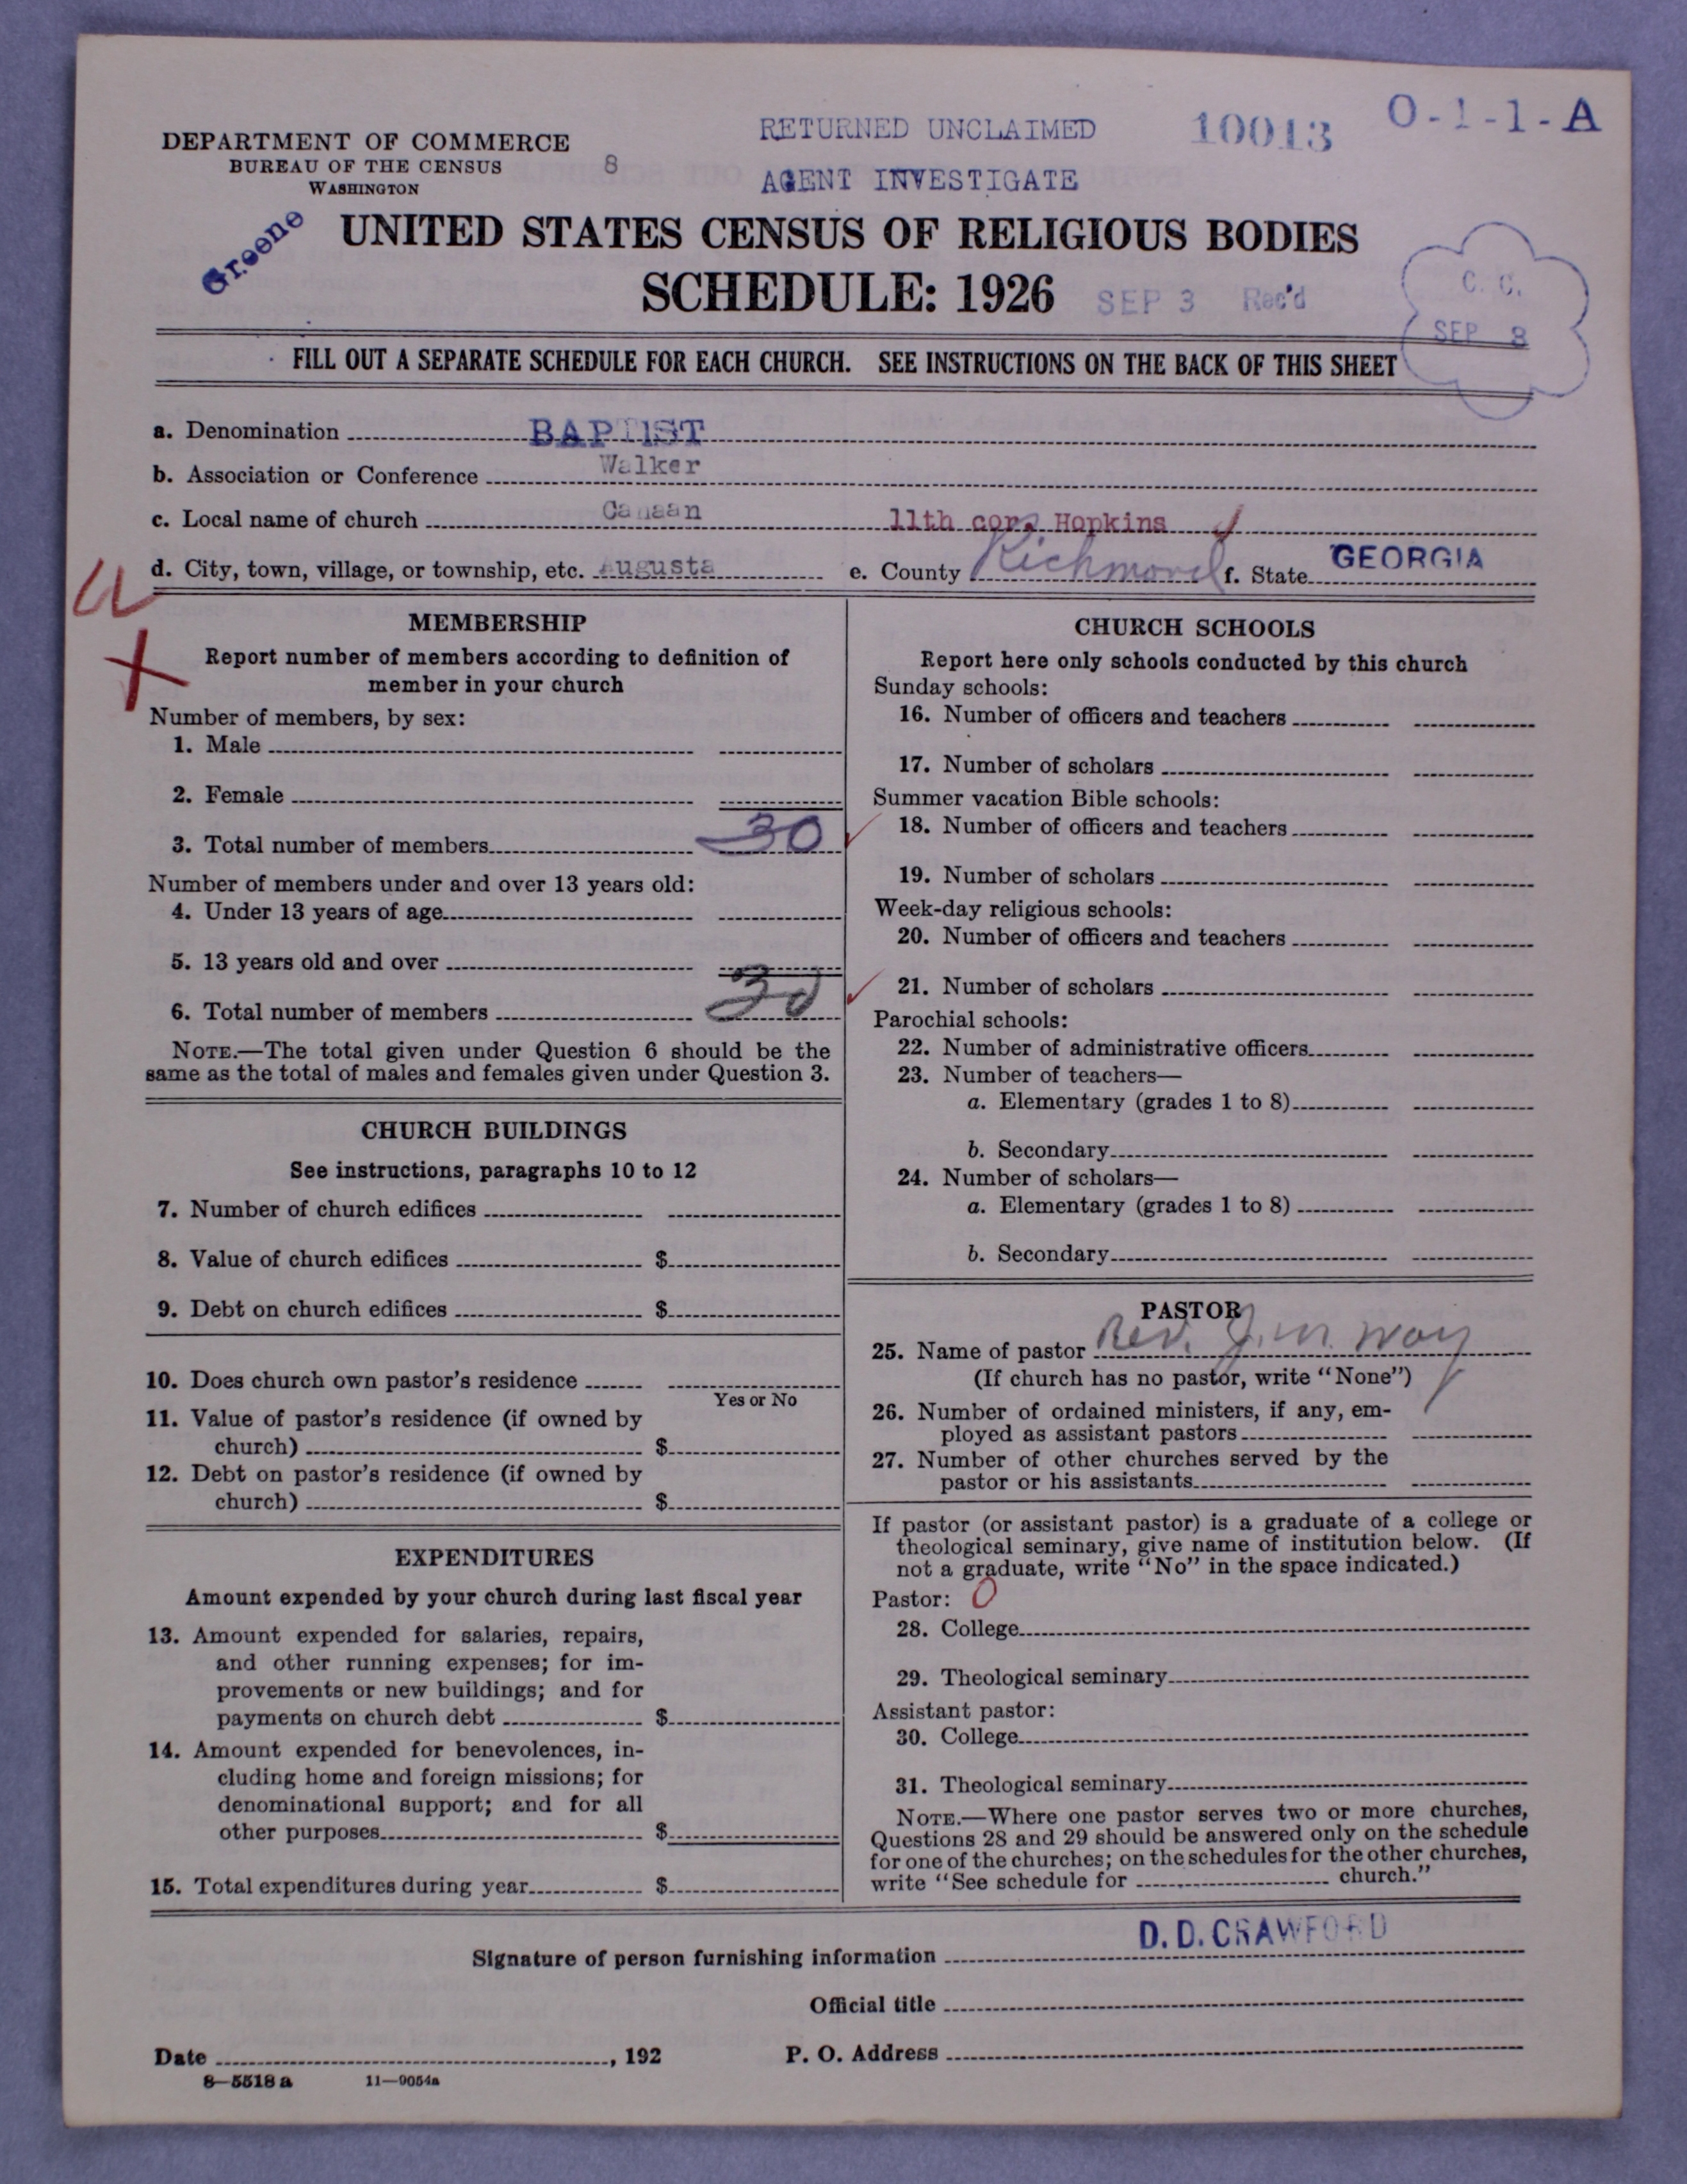 DEPARTMENT OF COMMERCE
BUREAU OF THE CENSUS
WASHINGTON
8
RETURNED UNCLAIMED
AGENT INVESTIGATE
10013
O-1-1-A
Greene
UNITED STATES CENSUS OF RELIGIOUS BODIES
SCHEDULE: 1926
SEP 3 Rec'd
C. C.
SEP 8
FILL OUT A SEPARATE SCHEDULE FOR EACH CHURCH. SEE INSTRUCTIONS ON THE BACK OF THIS SHEET
a. Denomination BAPTIST
b. Association or Conference Walker
c. Local name of church Canaan 11th cor. Hopkins
d. City, town, village, or township, etc. Augusta e. County Richmond f. State GEORGIA
X
MEMBERSHIP
Report number of members according to definition of
member in your church
Number of members, by sex:
1. Male
2. Female
3. Total number of members 30
Number of members under and over 13 years old:
4. Under 13 years of age
5. 13 years old and over
6. Total number of members 30
NOTE.—The total given under Question 6 should be the
same as the total of males and females given under Question 3.
CHURCH BUILDINGS
See instructions, paragraphs 10 to 12
7. Number of church edifices
8. Value of church edifices $
9. Debt on church edifices $
10. Does church own pastor's residence
Yes or No
11. Value of pastor's residence (if owned by
church) $
12. Debt on pastor's residence (if owned by
church) $
EXPENDITURES
Amount expended by your church during last fiscal year
13. Amount expended for salaries, repairs,
and other running expenses; for im-
provements or new buildings; and for
payments on church debt $
14. Amount expended for benevolences, in-
cluding home and foreign missions; for
denominational support; and for all
other purposes $
15. Total expenditures during year $
CHURCH SCHOOLS
Report here only schools conducted by this church
Sunday schools:
16. Number of officers and teachers
17. Number of scholars
Summer vacation Bible schools:
18. Number of officers and teachers
19. Number of scholars
Week-day religious schools:
20. Number of officers and teachers
21. Number of scholars
Parochial schools:
22. Number of administrative officers
23. Number of teachers—
a. Elementary (grades 1 to 8)
b. Secondary
24. Number of scholars—
a. Elementary (grades 1 to 8)
b. Secondary
PASTOR
25. Name of pastor Rev. J. M. Way
(If church has no pastor, write "None")
26. Number of ordained ministers, if any, em-
ployed as assistant pastors
27. Number of other churches served by the
pastor or his assistants
If pastor (or assistant pastor) is a graduate of a college or
theological seminary, give name of institution below. (If
not a graduate, write "No" in the space indicated.)
Pastor: 0
28. College
29. Theological seminary
Assistant pastor:
30. College
31. Theological seminary
NOTE.—Where one pastor serves two or more churches,
Questions 28 and 29 should be answered only on the schedule
for one of the churches; on the schedules for the other churches,
write "See schedule for church."
Signature of person furnishing information D. D. CRAWFORD
Official title
Date , 192 P. O. Address
8—5518 a 11—9054a